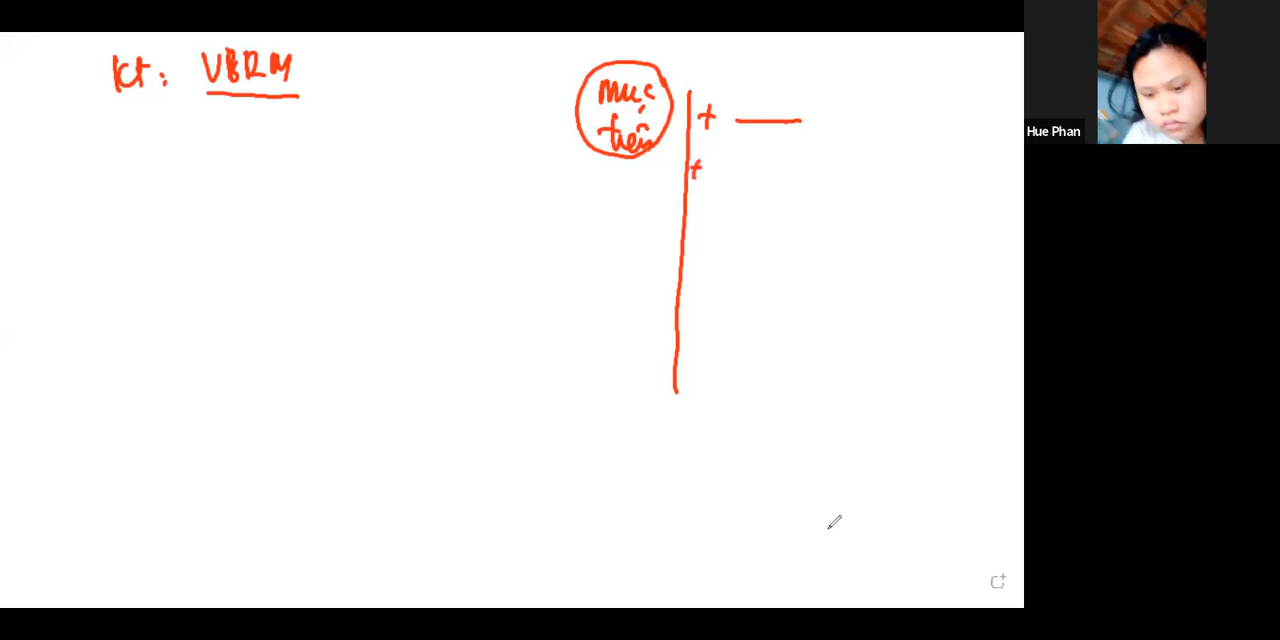 Kt: VBRM
mục
tiêu
+
+
Hue Phan